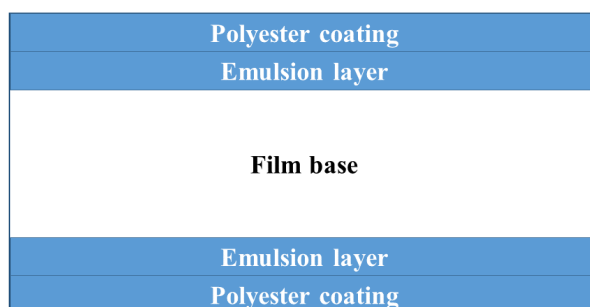 Polyester coating
Emulsion layer
Film base
Emulsion layer
Polyester coating